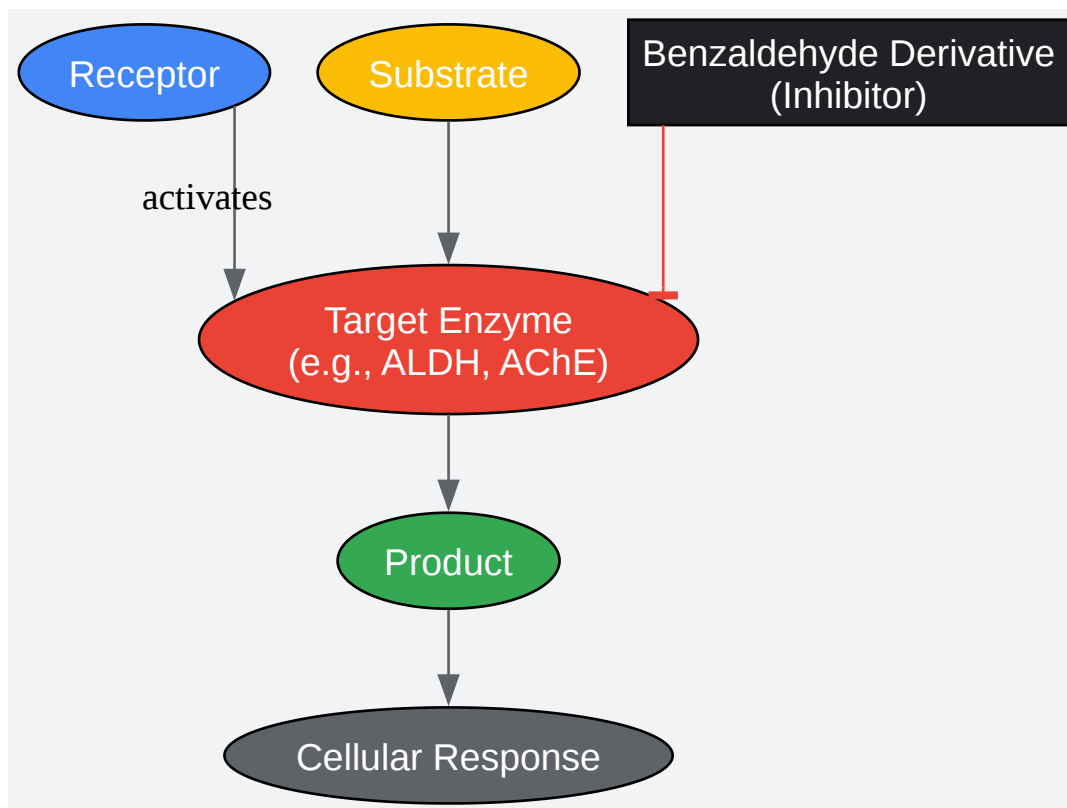 Receptor
Substrate
Benzaldehyde Derivative
(Inhibitor)
activates
Target Enzyme
(e.g., ALDH, AChE)
Product
Cellular Response